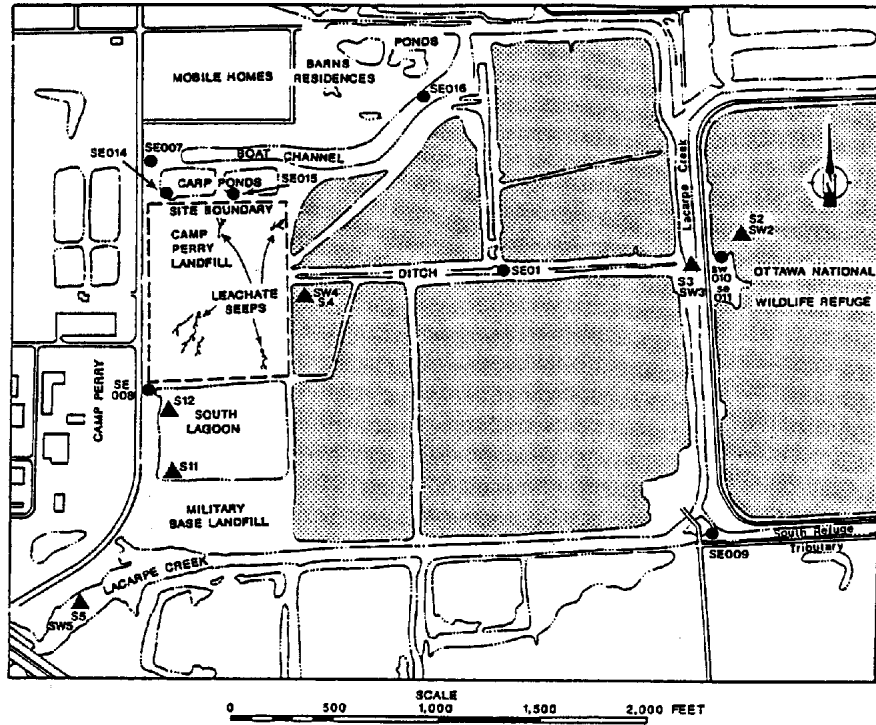 PONDS
MOBILE HOMES
BARNS
RESIDENCES
SE016
SE007
SE014
BOAT CHANNEL
CARP PONDS
SE015
SITE BOUNDARY
CAMP
PERRY
LANDFILL
Lacarpe Creek
N
S2
SW2
DITCH
SE01
S3
SW3
SW
010
SE
011
OTTAWA NATIONAL
WILDLIFE REFUGE
LEACHATE
SEEPS
SW4
S4
CAMP PERRY
SE
008
S12
SOUTH
LAGOON
S11
MILITARY
BASE LANDFILL
LACARPE CREEK
SE009
South Refuge
Tributary
S5
SW5
SCALE
0 500 1,000 1,500 2,000 FEET